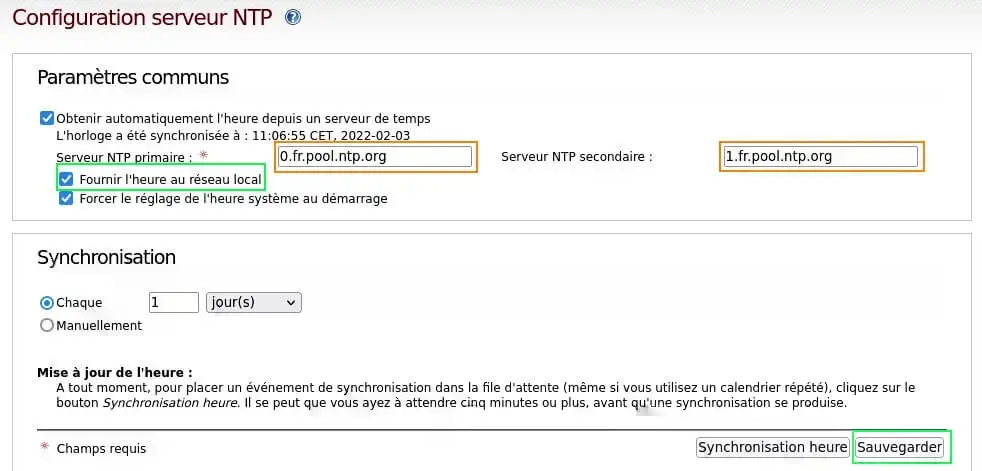 Configuration serveur NTP ?
Paramètres communs
Obtenir automatiquement l'heure depuis un serveur de temps
L'horloge a été synchronisée à : 11:06:55 CET, 2022-02-03
Serveur NTP primaire : * 0.fr.pool.ntp.org Serveur NTP secondaire : 1.fr.pool.ntp.org
Fournir l'heure au réseau local
Forcer le réglage de l'heure système au démarrage
Synchronisation
Chaque 1 jour(s)
Manuellement
Mise à jour de l'heure :
A tout moment, pour placer un événement de synchronisation dans la file d'attente (même si vous utilisez un calendrier répété), cliquez sur le
bouton Synchronisation heure. Il se peut que vous ayez à attendre cinq minutes ou plus, avant qu'une synchronisation se produise.
* Champs requis Synchronisation heure Sauvegarder